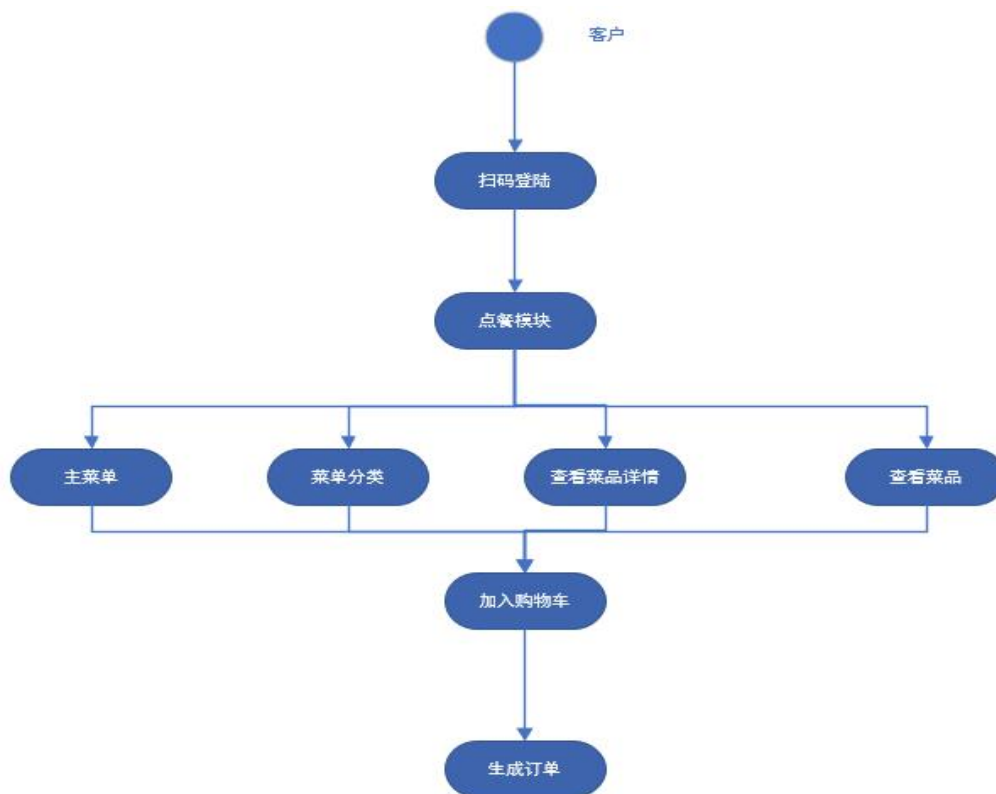 客户
扫码登陆
点餐模块
主菜单
菜单分类
查看菜品详情
查看菜品
加入购物车
生成订单